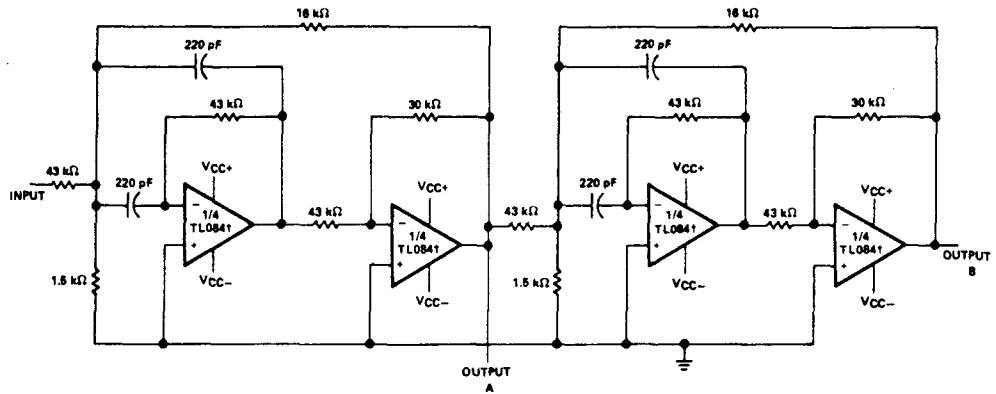 16 kΩ
16 kΩ
220 pF
220 pF
43 kΩ
30 kΩ
43 kΩ
30 kΩ
43 kΩ
INPUT
220 pF
VCC+
−
1/4
TL084†
+
VCC−
43 kΩ
VCC+
−
1/4
TL084†
+
VCC−
1.5 kΩ
43 kΩ
220 pF
VCC+
−
1/4
TL084†
+
VCC−
43 kΩ
VCC+
−
1/4
TL084†
+
VCC−
1.5 kΩ
OUTPUT
B
OUTPUT
A